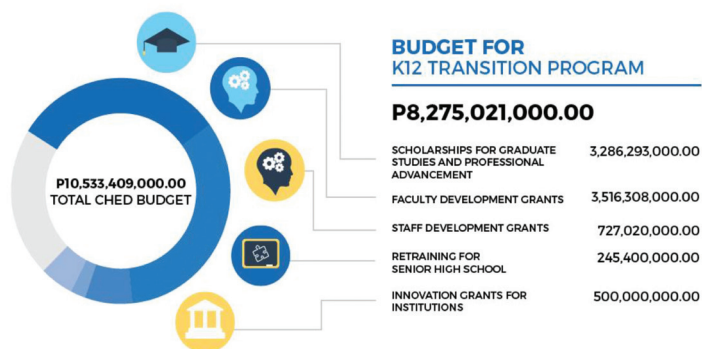 BUDGET FOR
K12 TRANSITION PROGRAM
P8,275,021,000.00
P10,533,409,000.00
TOTAL CHED BUDGET
SCHOLARSHIPS FOR GRADUATE
STUDIES AND PROFESSIONAL
ADVANCEMENT
3,286,293,000.00
FACULTY DEVELOPMENT GRANTS
3,516,308,000.00
STAFF DEVELOPMENT GRANTS
727,020,000.00
RETRAINING FOR
SENIOR HIGH SCHOOL
245,400,000.00
INNOVATION GRANTS FOR
INSTITUTIONS
500,000,000.00